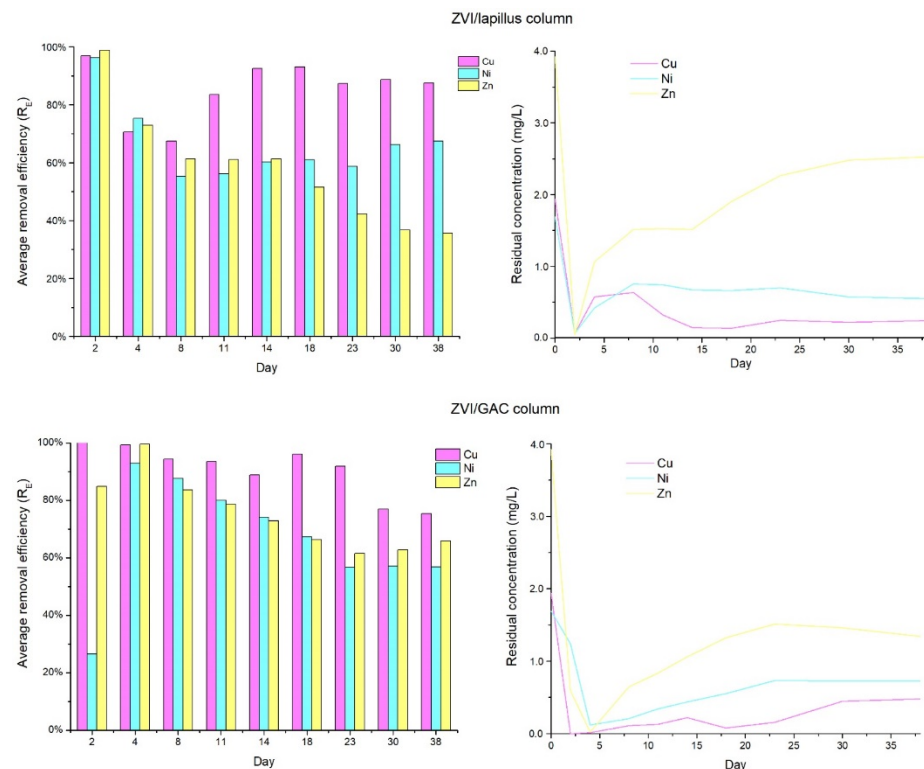 ZVI/lapillus column
Average removal efficiency (R_E)
100%
80%
60%
40%
20%
0%
Cu
Ni
Zn
2 4 8 11 14 18 23 30 38
Day
Residual concentration (mg/L)
4.0
3.0
2.0
1.0
0.0
Cu
Ni
Zn
0 5 10 15 20 25 30 35
Day
ZVI/GAC column
Average removal efficiency (R_E)
100%
80%
60%
40%
20%
0%
Cu
Ni
Zn
2 4 8 11 14 18 23 30 38
Day
Residual concentration (mg/L)
4.0
3.0
2.0
1.0
0.0
Cu
Ni
Zn
0 5 10 15 20 25 30 35
Day